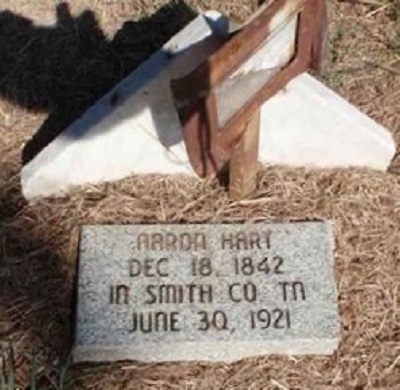 AARON HART
DEC 18, 1842
IN SMITH CO TN
JUNE 30, 1921